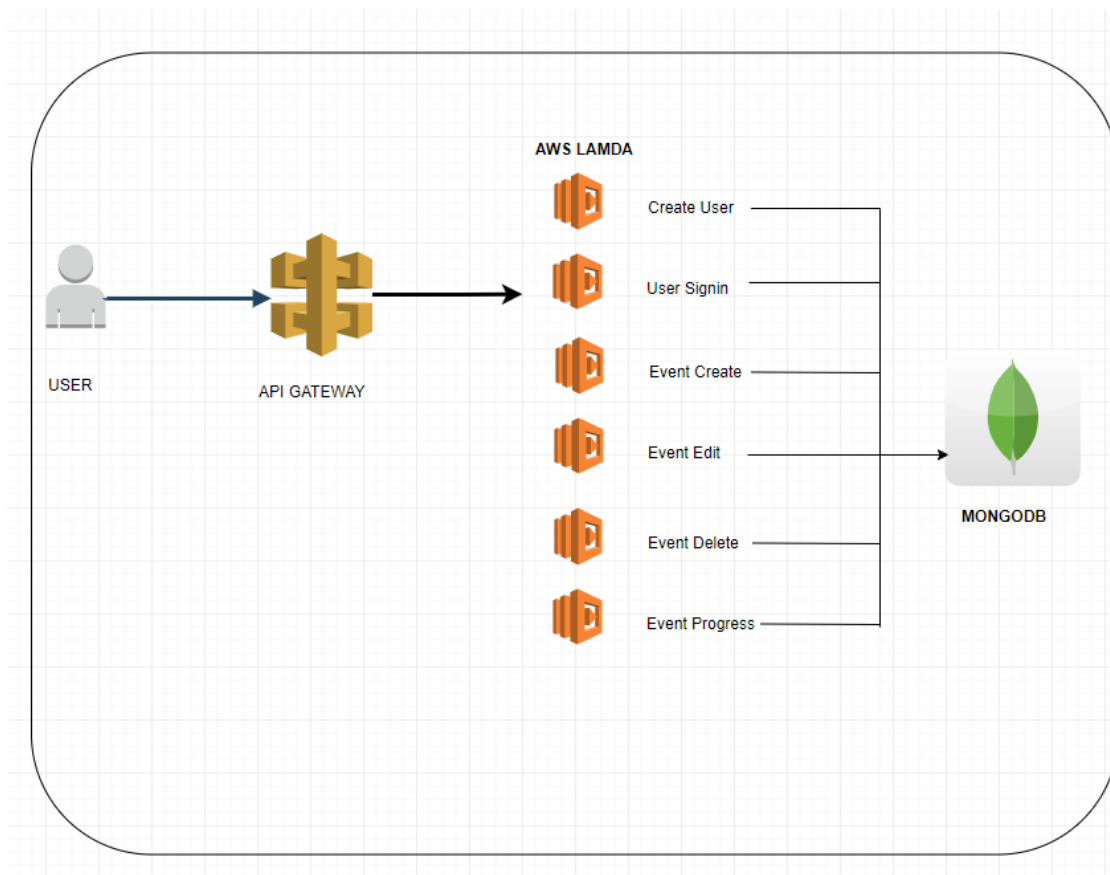 AWS LAMDA
Create User
User Signin
USER
API GATEWAY
Event Create
Event Edit
MONGODB
Event Delete
Event Progress